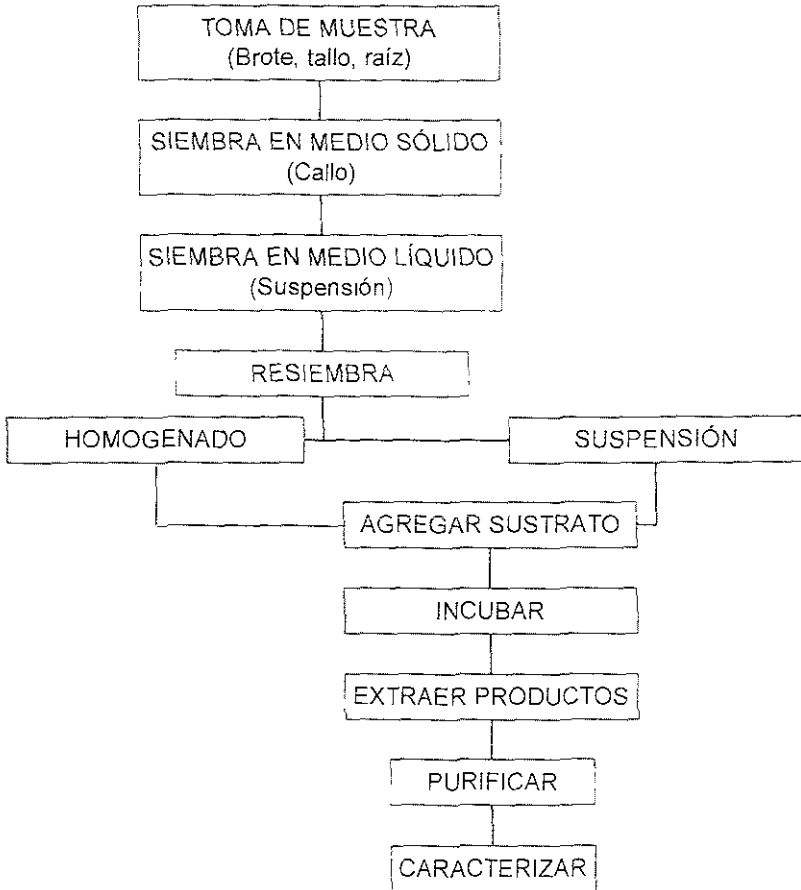 TOMA DE MUESTRA
(Brote, tallo, raíz)
SIEMBRA EN MEDIO SÓLIDO
(Callo)
SIEMBRA EN MEDIO LÍQUIDO
(Suspensión)
RESIEMBRA
HOMOGENADO
SUSPENSIÓN
AGREGAR SUSTRATO
INCUBAR
EXTRAER PRODUCTOS
PURIFICAR
CARACTERIZAR